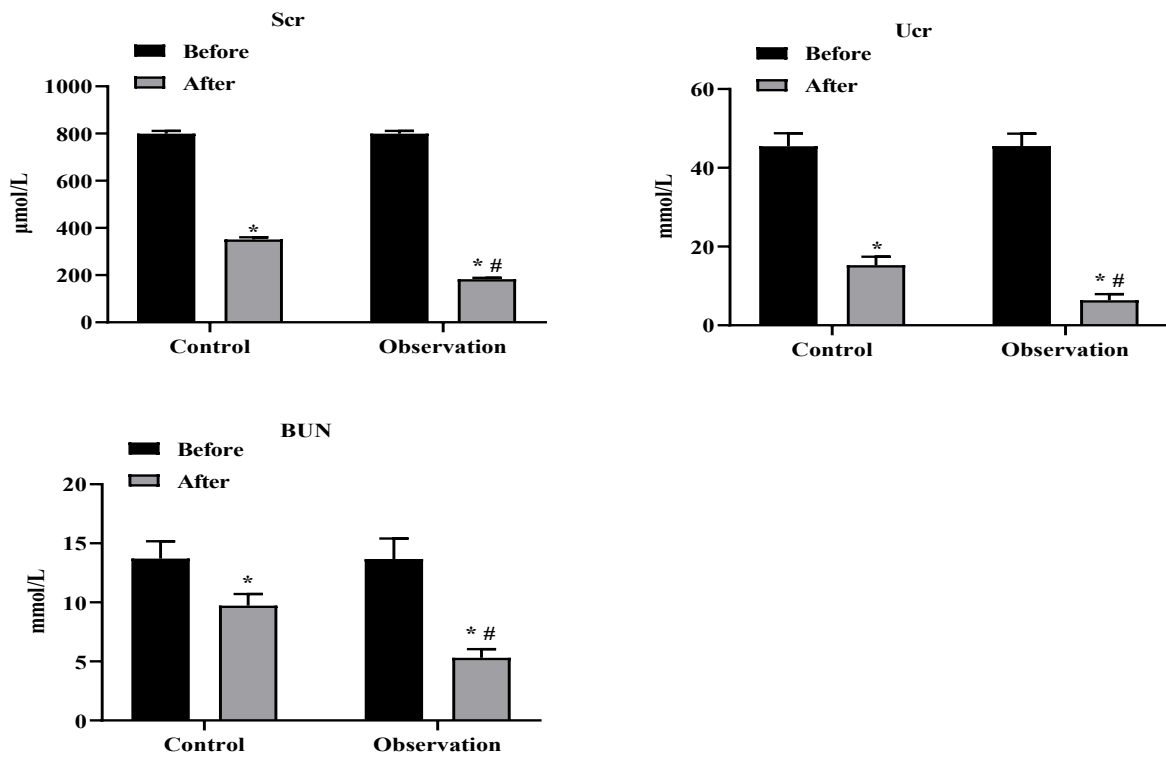 Scr
Before
After
1000
800
600
400
200
0
µmol/L
*
* #
Control Observation
Ucr
Before
After
60
40
20
0
mmol/L
*
* #
Control Observation
BUN
Before
After
20
15
10
5
0
mmol/L
*
* #
Control Observation